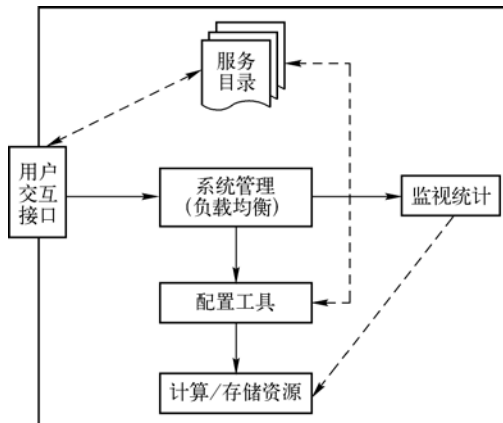 服务
目录
用户
交互
接口
系统管理
(负载均衡)
监视统计
配置工具
计算/存储资源